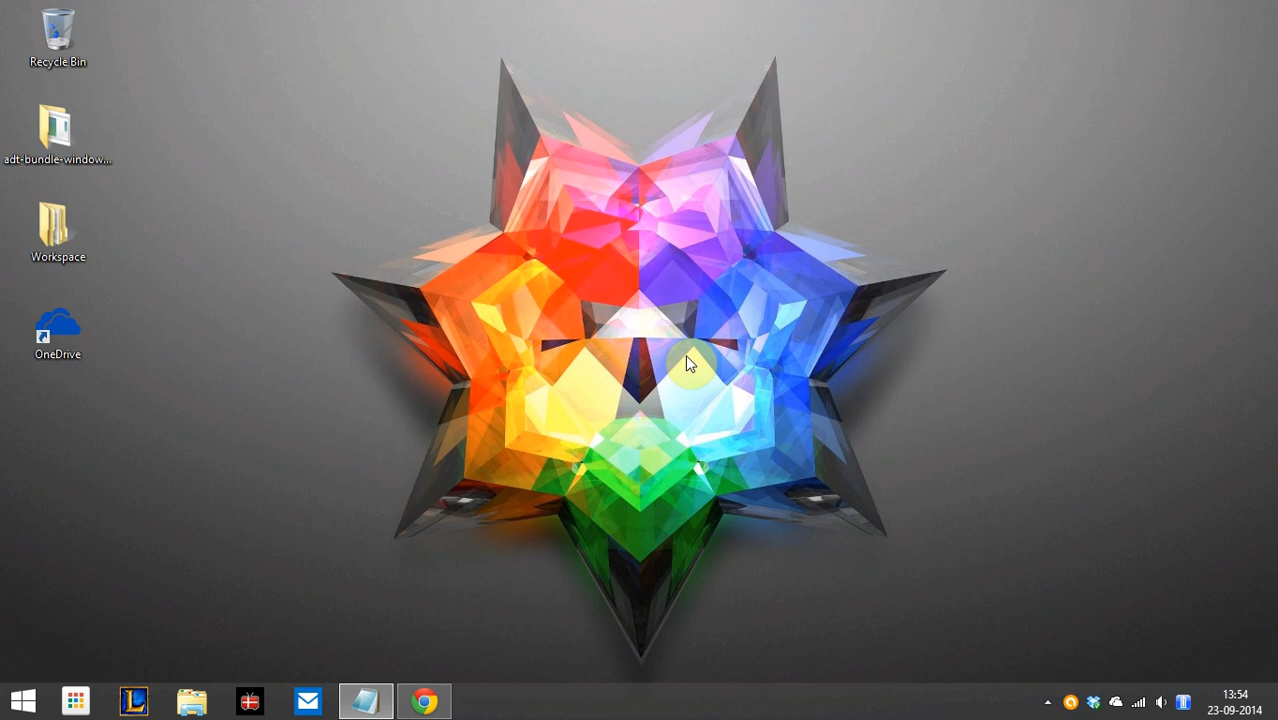 Recycle Bin
adt-bundle-window...
Workspace
OneDrive
L
13:54
23-09-2014